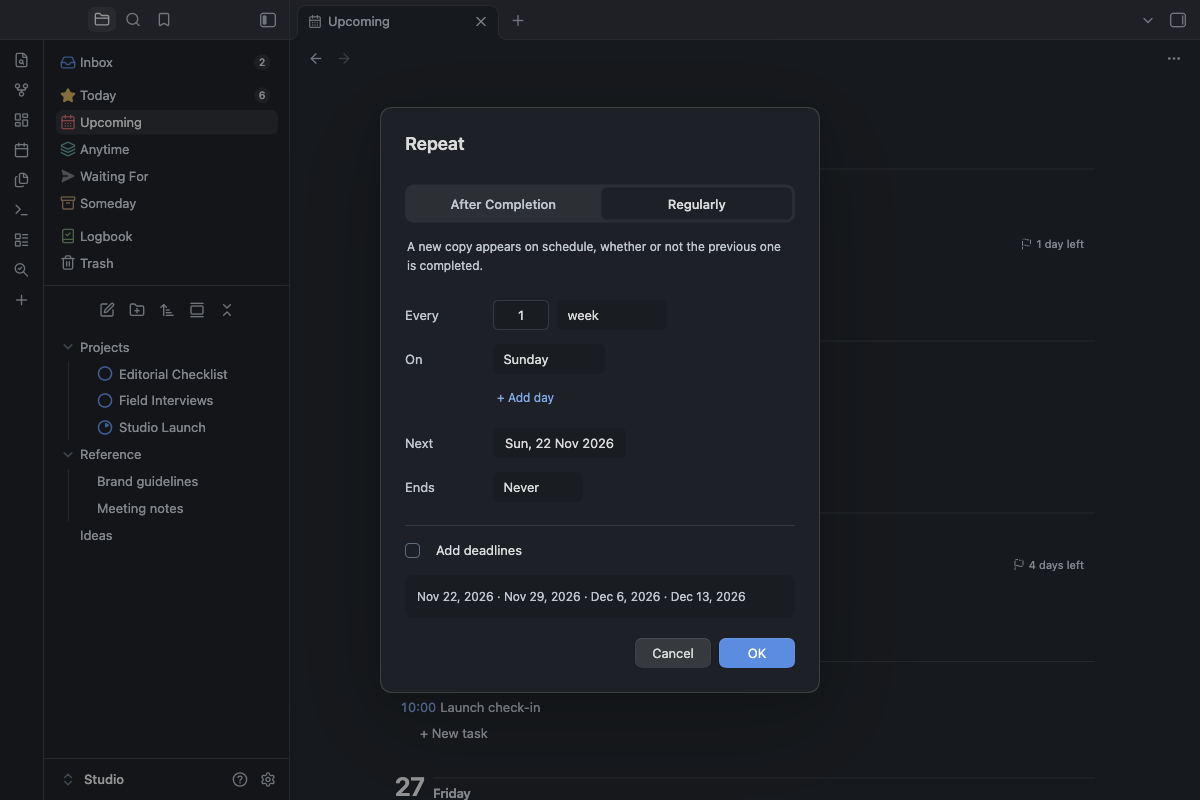 Upcoming
Inbox 2
Today 6
Upcoming
Anytime
Waiting For
Someday
Logbook
Trash
Projects
Editorial Checklist
Field Interviews
Studio Launch
Reference
Brand guidelines
Meeting notes
Ideas
Studio
Repeat
After Completion Regularly
A new copy appears on schedule, whether or not the previous one
is completed.
Every 1 week
On Sunday
+ Add day
Next Sun, 22 Nov 2026
Ends Never
Add deadlines
Nov 22, 2026 · Nov 29, 2026 · Dec 6, 2026 · Dec 13, 2026
Cancel OK
1 day left
4 days left
10:00 Launch check-in
+ New task
27 Friday